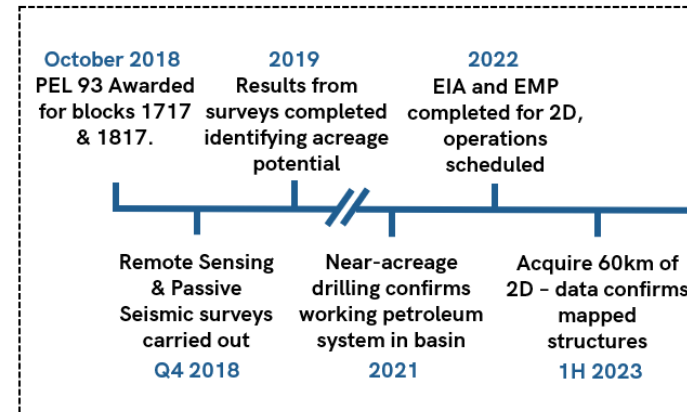 October 2018
PEL 93 Awarded
for blocks 1717
& 1817.
2019
Results from
surveys completed
identifying acreage
potential
2022
EIA and EMP
completed for 2D,
operations
scheduled
Remote Sensing
& Passive
Seismic surveys
carried out
Q4 2018
Near-acreage
drilling confirms
working petroleum
system in basin
2021
Acquire 60km of
2D – data confirms
mapped
structures
1H 2023